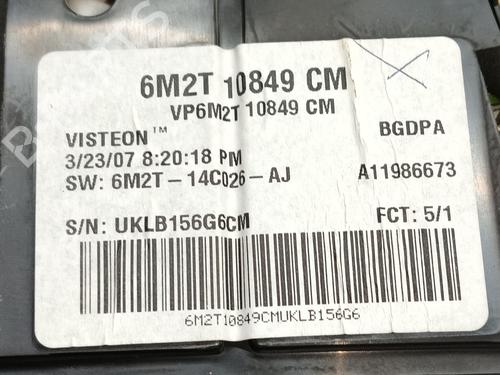 6M2T 10849 CM
VP6M2T 10849 CM
VISTEON™
BGDPA
3/23/07 8:20:18 PM
SW: 6M2T-14C026-AJ
A11986673
S/N: UKLB156G6CM
FCT: 5/1
6M2T10849CMUKLB156G6